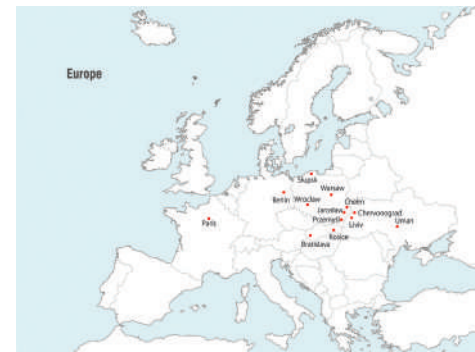 Europe
Słupsk
Warsaw
Berlin
Wrocław
Chełm
Jarosław
Chervonograd
Przemyśl
Lviv
Uman
Paris
Košice
Bratislava